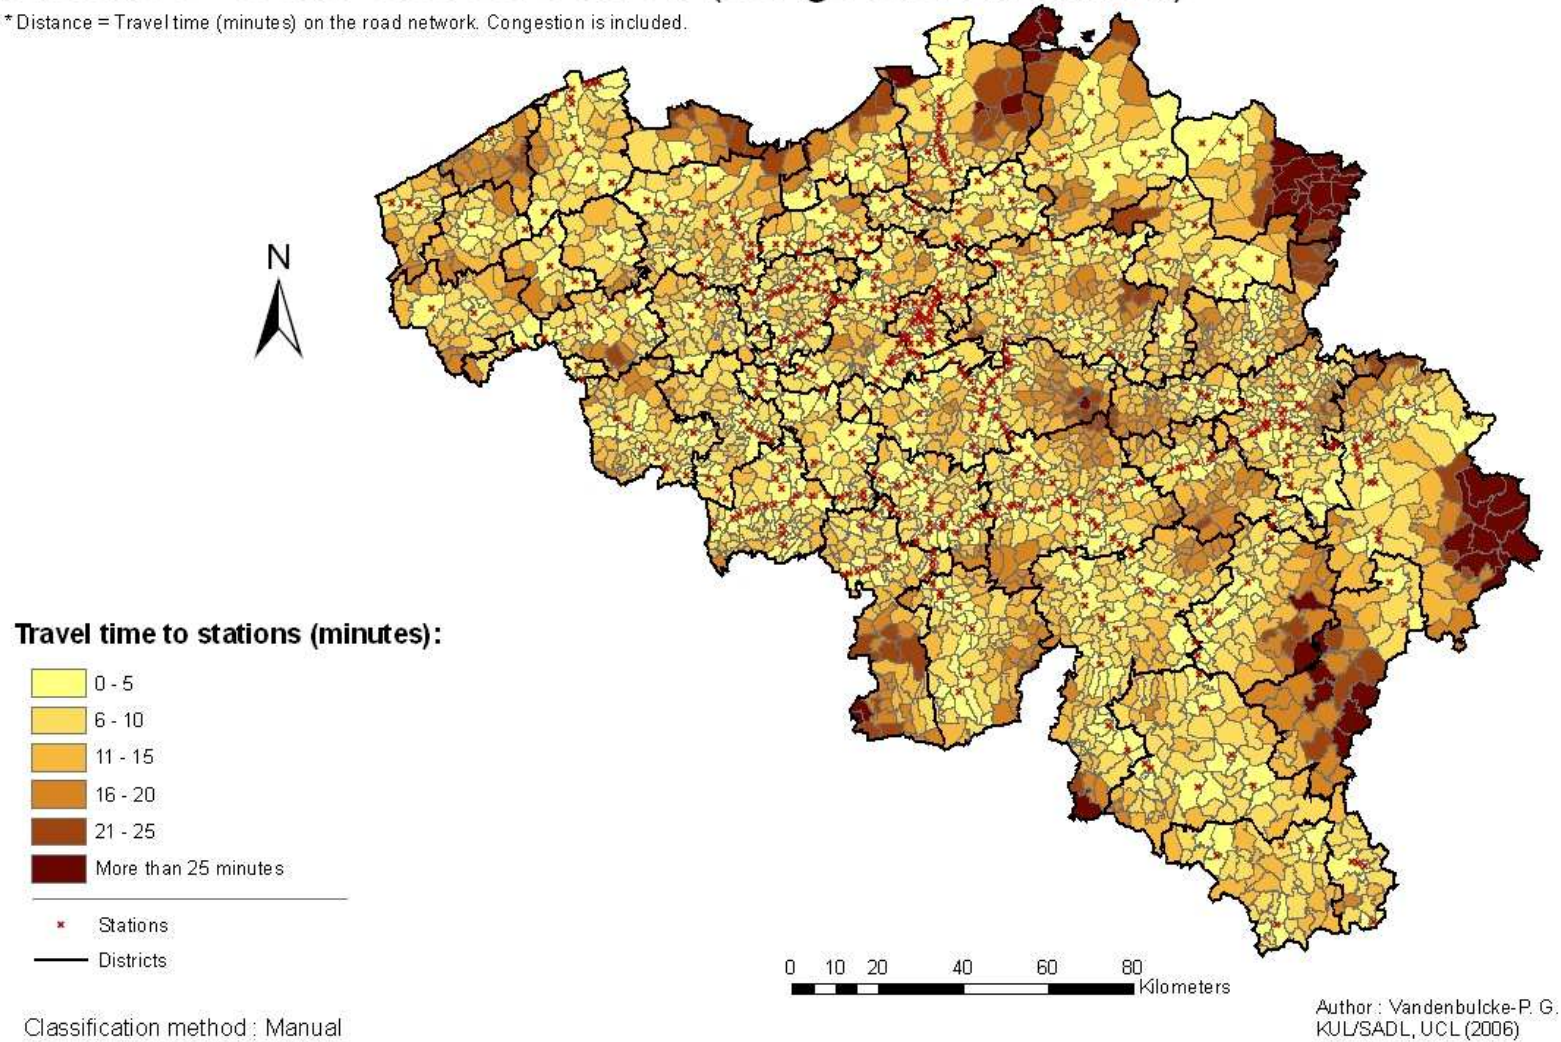 * Distance = Travel time (minutes) on the road network. Congestion is included.
N
Travel time to stations (minutes):
0 - 5
6 - 10
11 - 15
16 - 20
21 - 25
More than 25 minutes
Stations
Districts
Classification method : Manual
0 10 20 40 60 80
Kilometers
Author : Vandenbulcke-P. G.
KUL/SADL, UCL (2006)